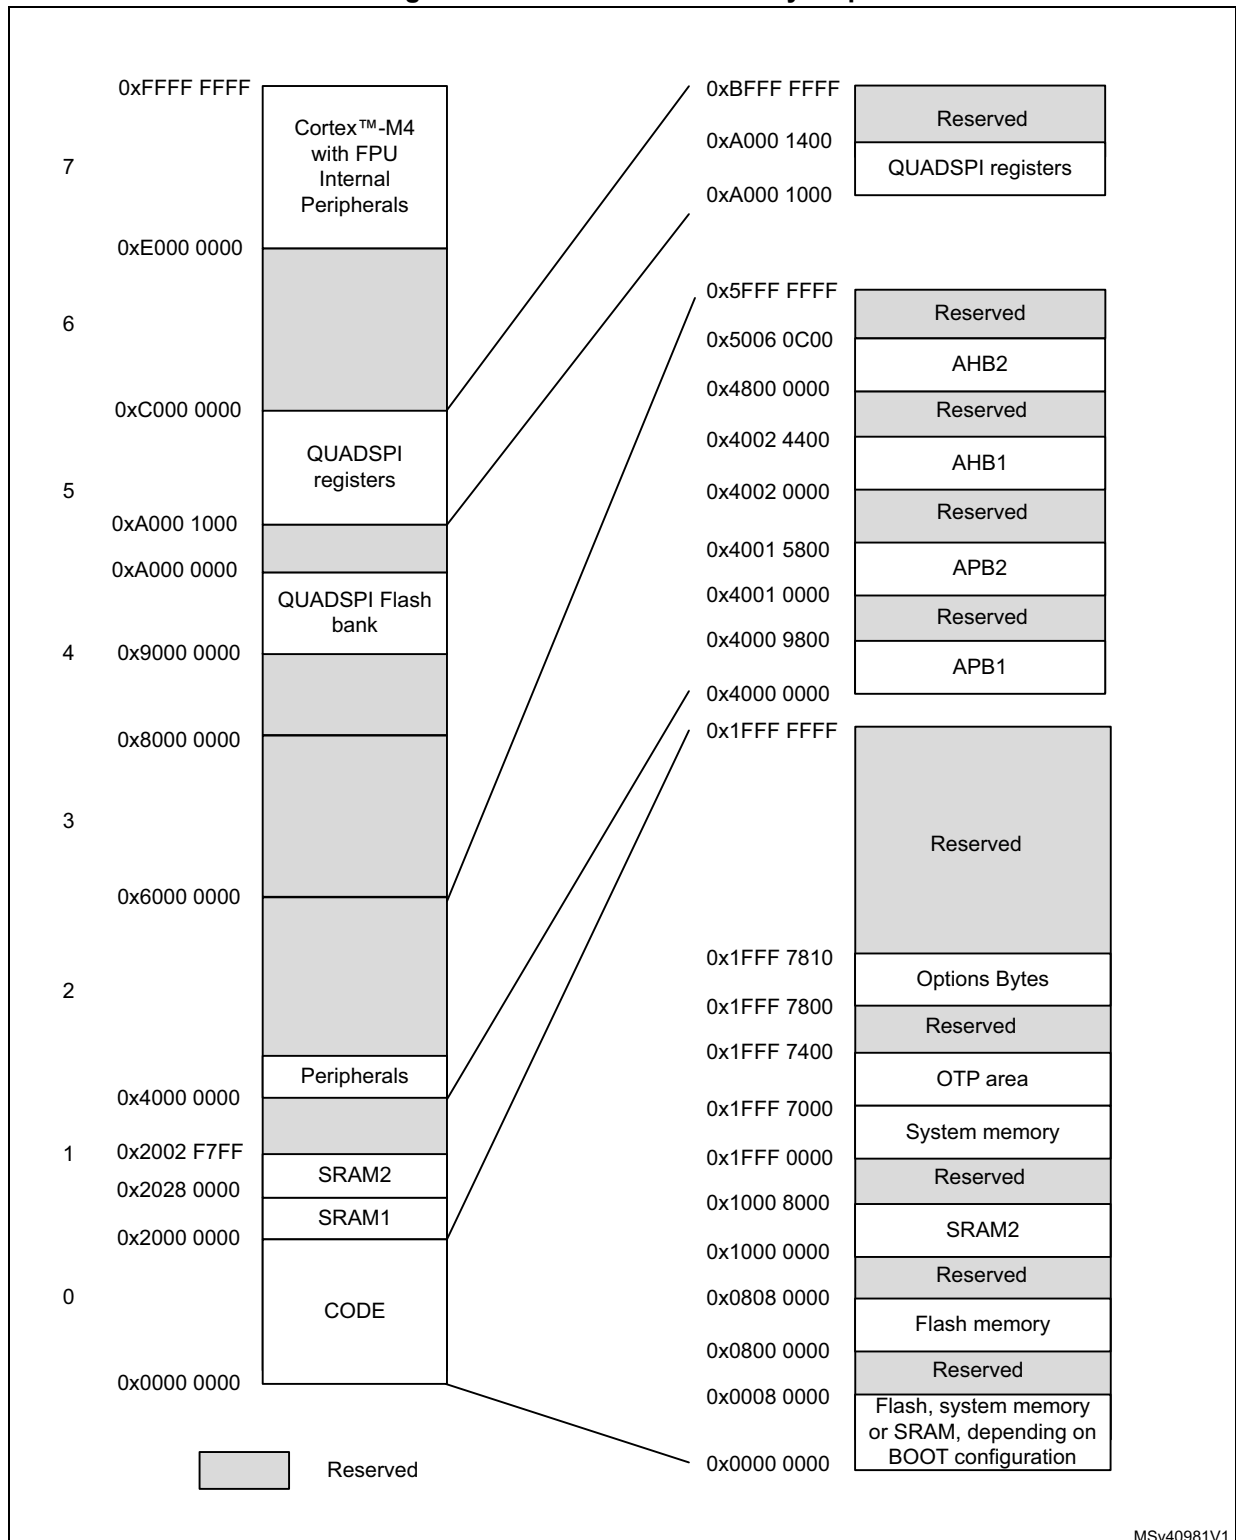 0xFFFF FFFF
Cortex™-M4
with FPU
Internal
Peripherals
7
0xE000 0000
6
0xC000 0000
QUADSPI
registers
5
0xA000 1000
0xA000 0000
QUADSPI Flash
bank
4
0x9000 0000
0x8000 0000
3
0x6000 0000
2
Peripherals
0x4000 0000
1
0x2002 F7FF
SRAM2
0x2028 0000
SRAM1
0x2000 0000
0
CODE
0x0000 0000
Reserved
0xBFFF FFFF
Reserved
0xA000 1400
QUADSPI registers
0xA000 1000
0x5FFF FFFF
Reserved
0x5006 0C00
AHB2
0x4800 0000
Reserved
0x4002 4400
AHB1
0x4002 0000
Reserved
0x4001 5800
APB2
0x4001 0000
Reserved
0x4000 9800
APB1
0x4000 0000
0x1FFF FFFF
Reserved
0x1FFF 7810
Options Bytes
0x1FFF 7800
Reserved
0x1FFF 7400
OTP area
0x1FFF 7000
System memory
0x1FFF 0000
Reserved
0x1000 8000
SRAM2
0x1000 0000
Reserved
0x0808 0000
Flash memory
0x0800 0000
Reserved
0x0008 0000
Flash, system memory
or SRAM, depending on
BOOT configuration
0x0000 0000
MSv40981V1